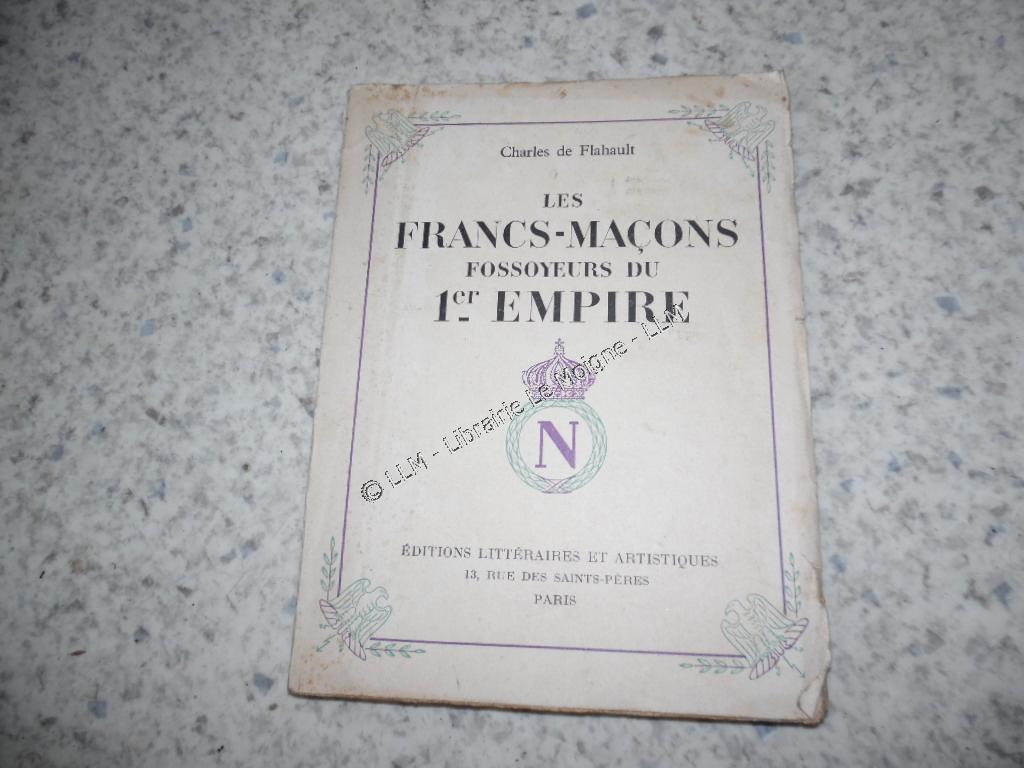 Charles de Flahault
LES
FRANCS-MAÇONS
FOSSOYEURS DU
1er EMPIRE
© LLM - Librairie Le Moigne - LLM
N
ÉDITIONS LITTÉRAIRES ET ARTISTIQUES
13, RUE DES SAINTS-PÈRES
PARIS